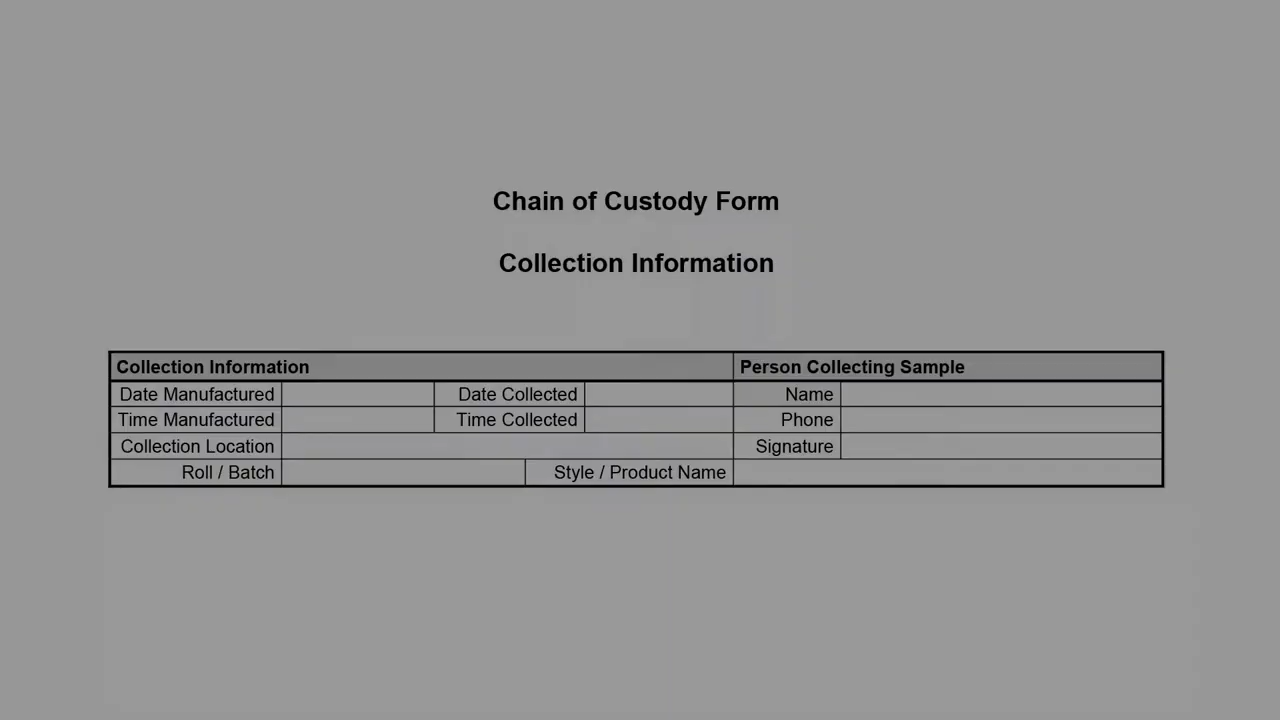 Chain of Custody Form
Collection Information
Collection Information Person Collecting Sample
Date Manufactured Date Collected Name
Time Manufactured Time Collected Phone
Collection Location Signature
Roll / Batch Style / Product Name